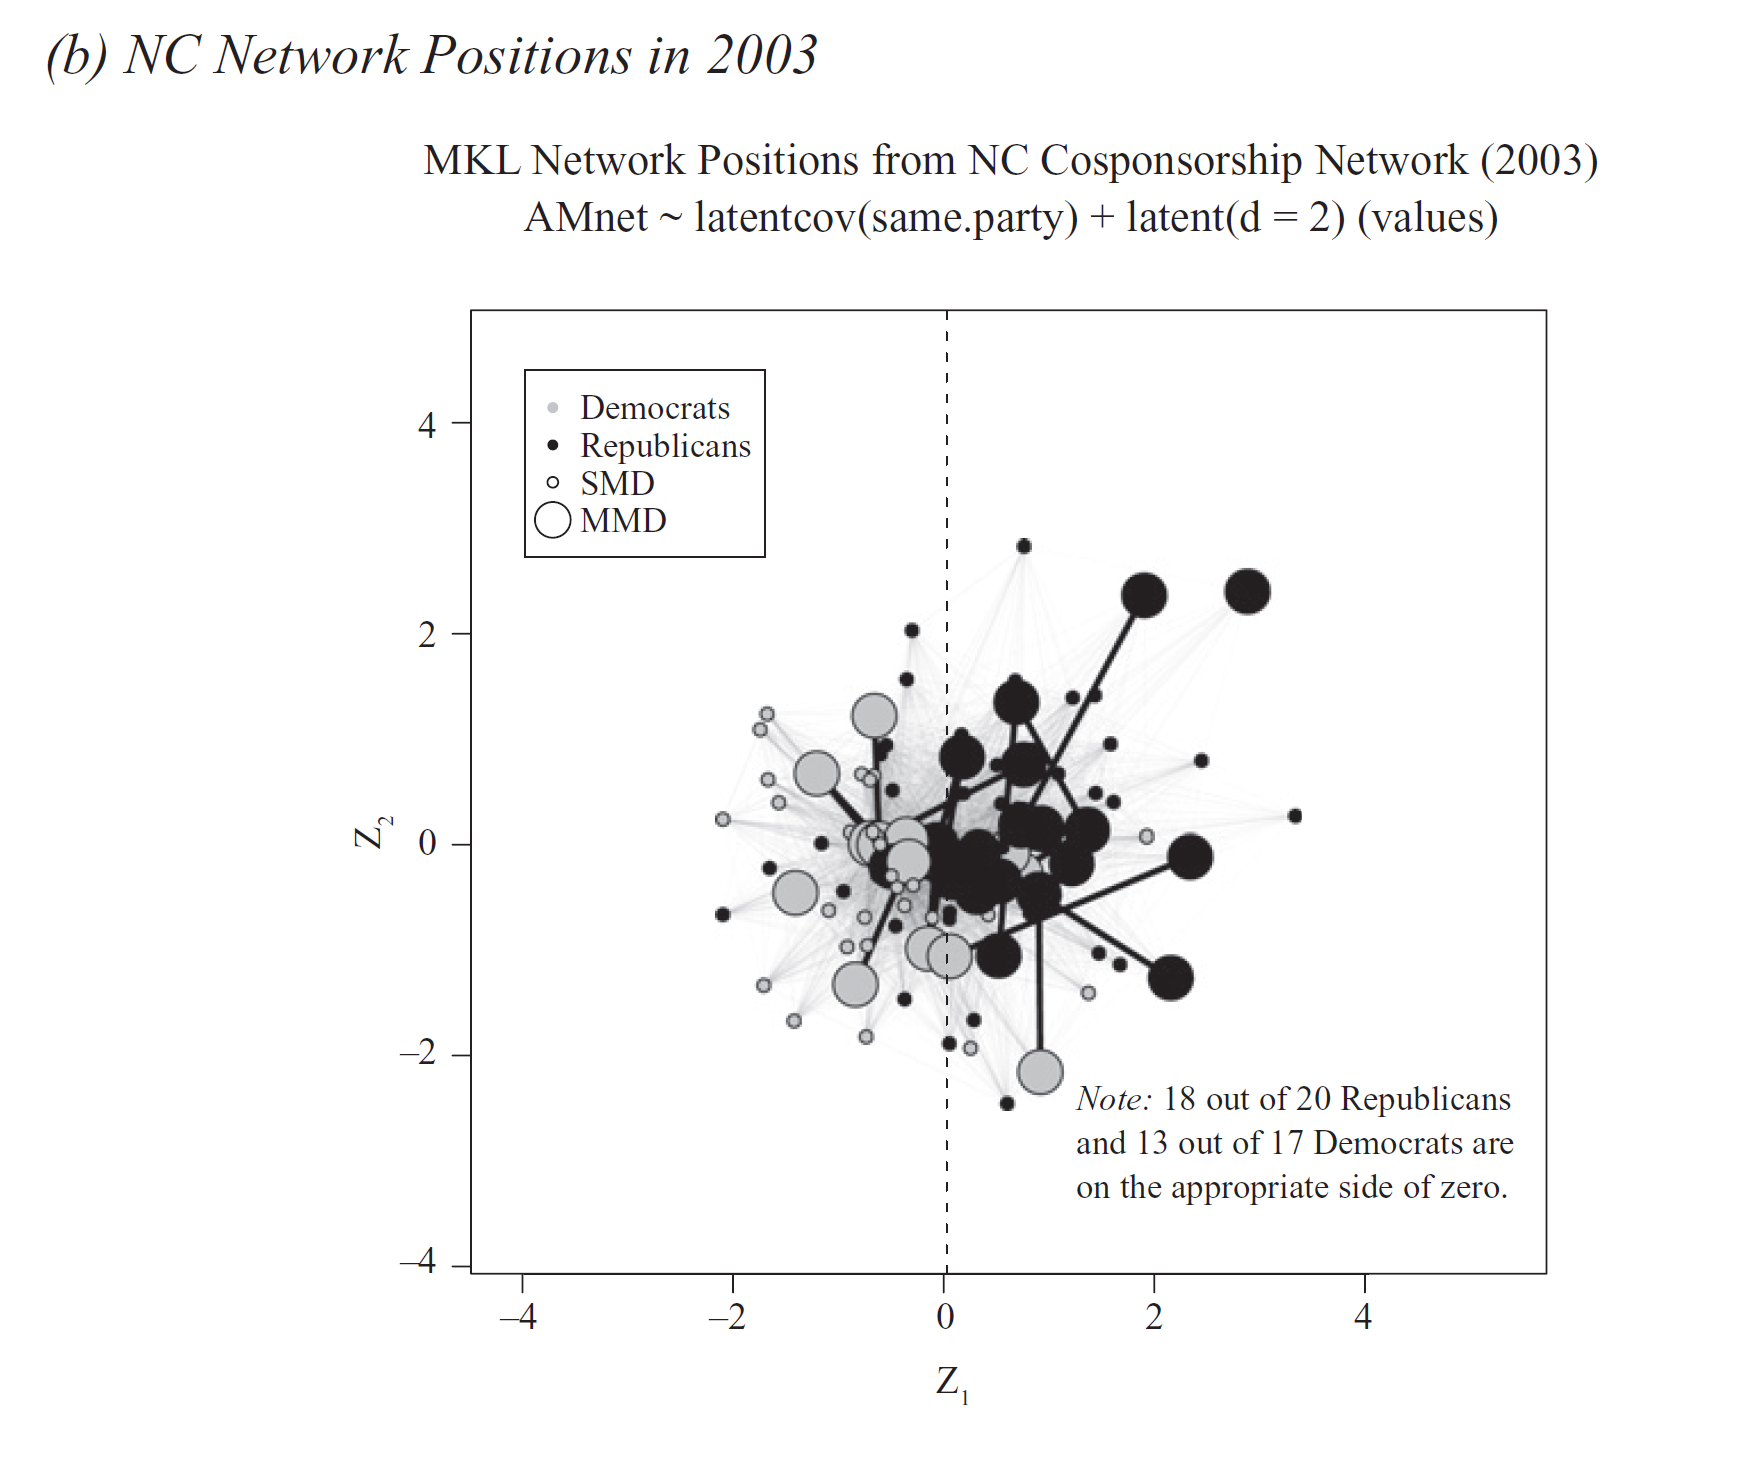 (b) NC Network Positions in 2003
MKL Network Positions from NC Cosponsorship Network (2003)
AMnet ~ latentcov(same.party) + latent(d = 2) (values)
Democrats
Republicans
SMD
MMD
4
2
0
–2
–4
Z2
Note: 18 out of 20 Republicans
and 13 out of 17 Democrats are
on the appropriate side of zero.
–4
–2
0
2
4
Z1